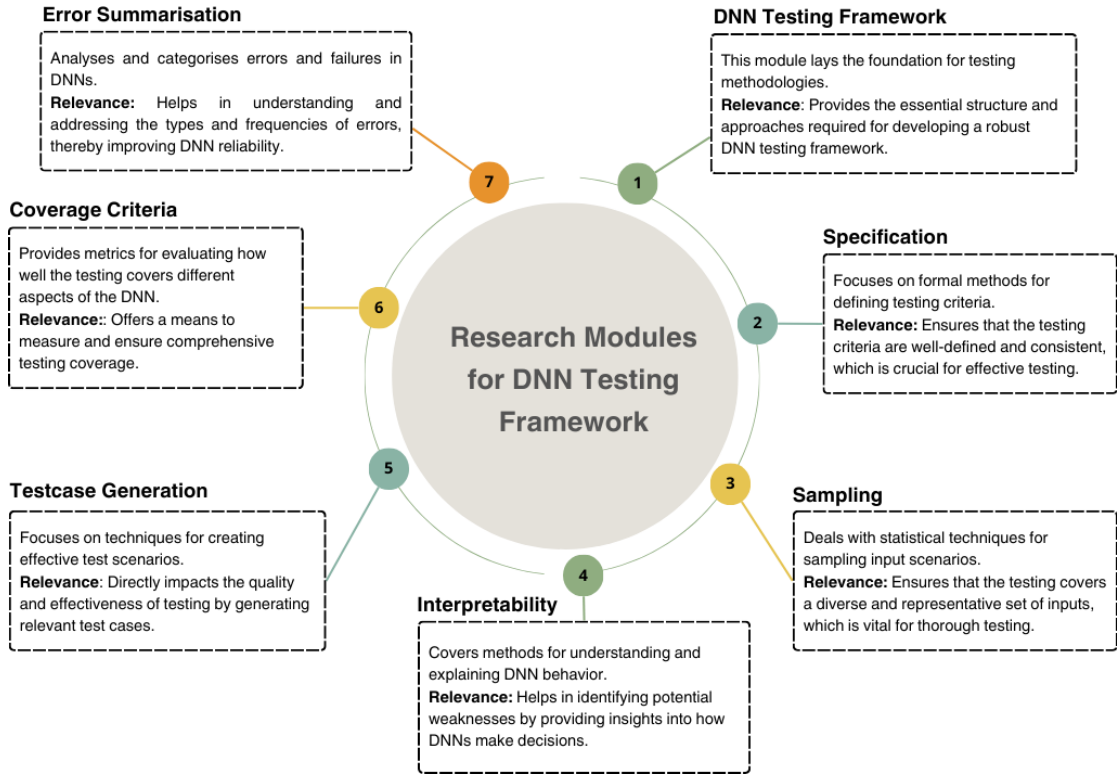 Error Summarisation
Analyses and categorises errors and failures in
DNNs.
Relevance: Helps in understanding and
addressing the types and frequencies of errors,
thereby improving DNN reliability.
7
DNN Testing Framework
This module lays the foundation for testing
methodologies.
Relevance: Provides the essential structure and
approaches required for developing a robust
DNN testing framework.
1
Coverage Criteria
Provides metrics for evaluating how
well the testing covers different
aspects of the DNN.
Relevance:: Offers a means to
measure and ensure comprehensive
testing coverage.
6
Specification
Focuses on formal methods for
defining testing criteria.
Relevance: Ensures that the testing
criteria are well-defined and consistent,
which is crucial for effective testing.
2
Research Modules
for DNN Testing
Framework
Testcase Generation
Focuses on techniques for creating
effective test scenarios.
Relevance: Directly impacts the quality
and effectiveness of testing by generating
relevant test cases.
5
Sampling
Deals with statistical techniques for
sampling input scenarios.
Relevance: Ensures that the testing covers
a diverse and representative set of inputs,
which is vital for thorough testing.
3
4
Interpretability
Covers methods for understanding and
explaining DNN behavior.
Relevance: Helps in identifying potential
weaknesses by providing insights into how
DNNs make decisions.